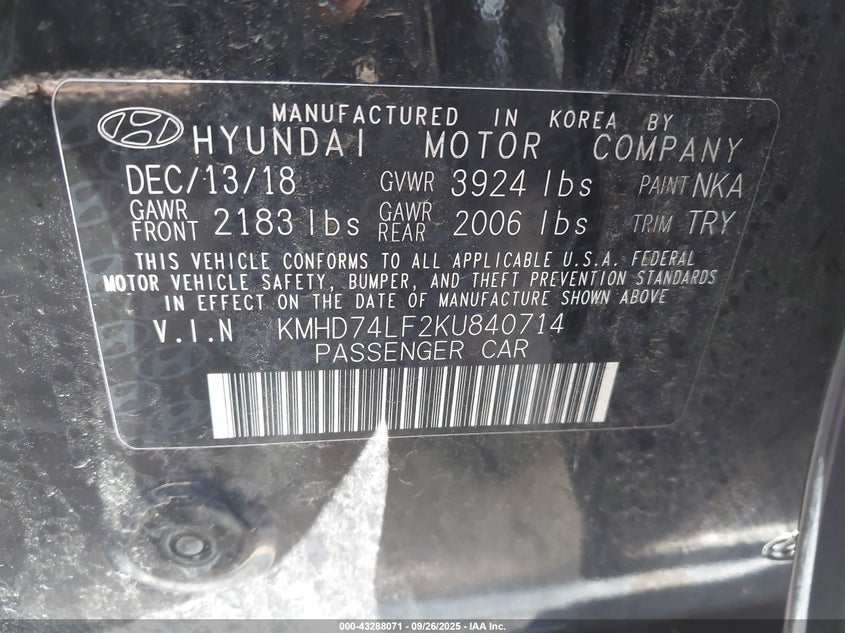 MANUFACTURED IN KOREA BY
HYUNDAI MOTOR COMPANY
DEC/13/18 GVWR 3924 lbs PAINT NKA
GAWR FRONT 2183 lbs GAWR REAR 2006 lbs TRIM TRY
THIS VEHICLE CONFORMS TO ALL APPLICABLE U.S.A. FEDERAL
MOTOR VEHICLE SAFETY, BUMPER, AND THEFT PREVENTION STANDARDS
IN EFFECT ON THE DATE OF MANUFACTURE SHOWN ABOVE
V.I.N KMHD74LF2KU840714
PASSENGER CAR
000-43288071 - 09/26/2025 - IAA Inc.